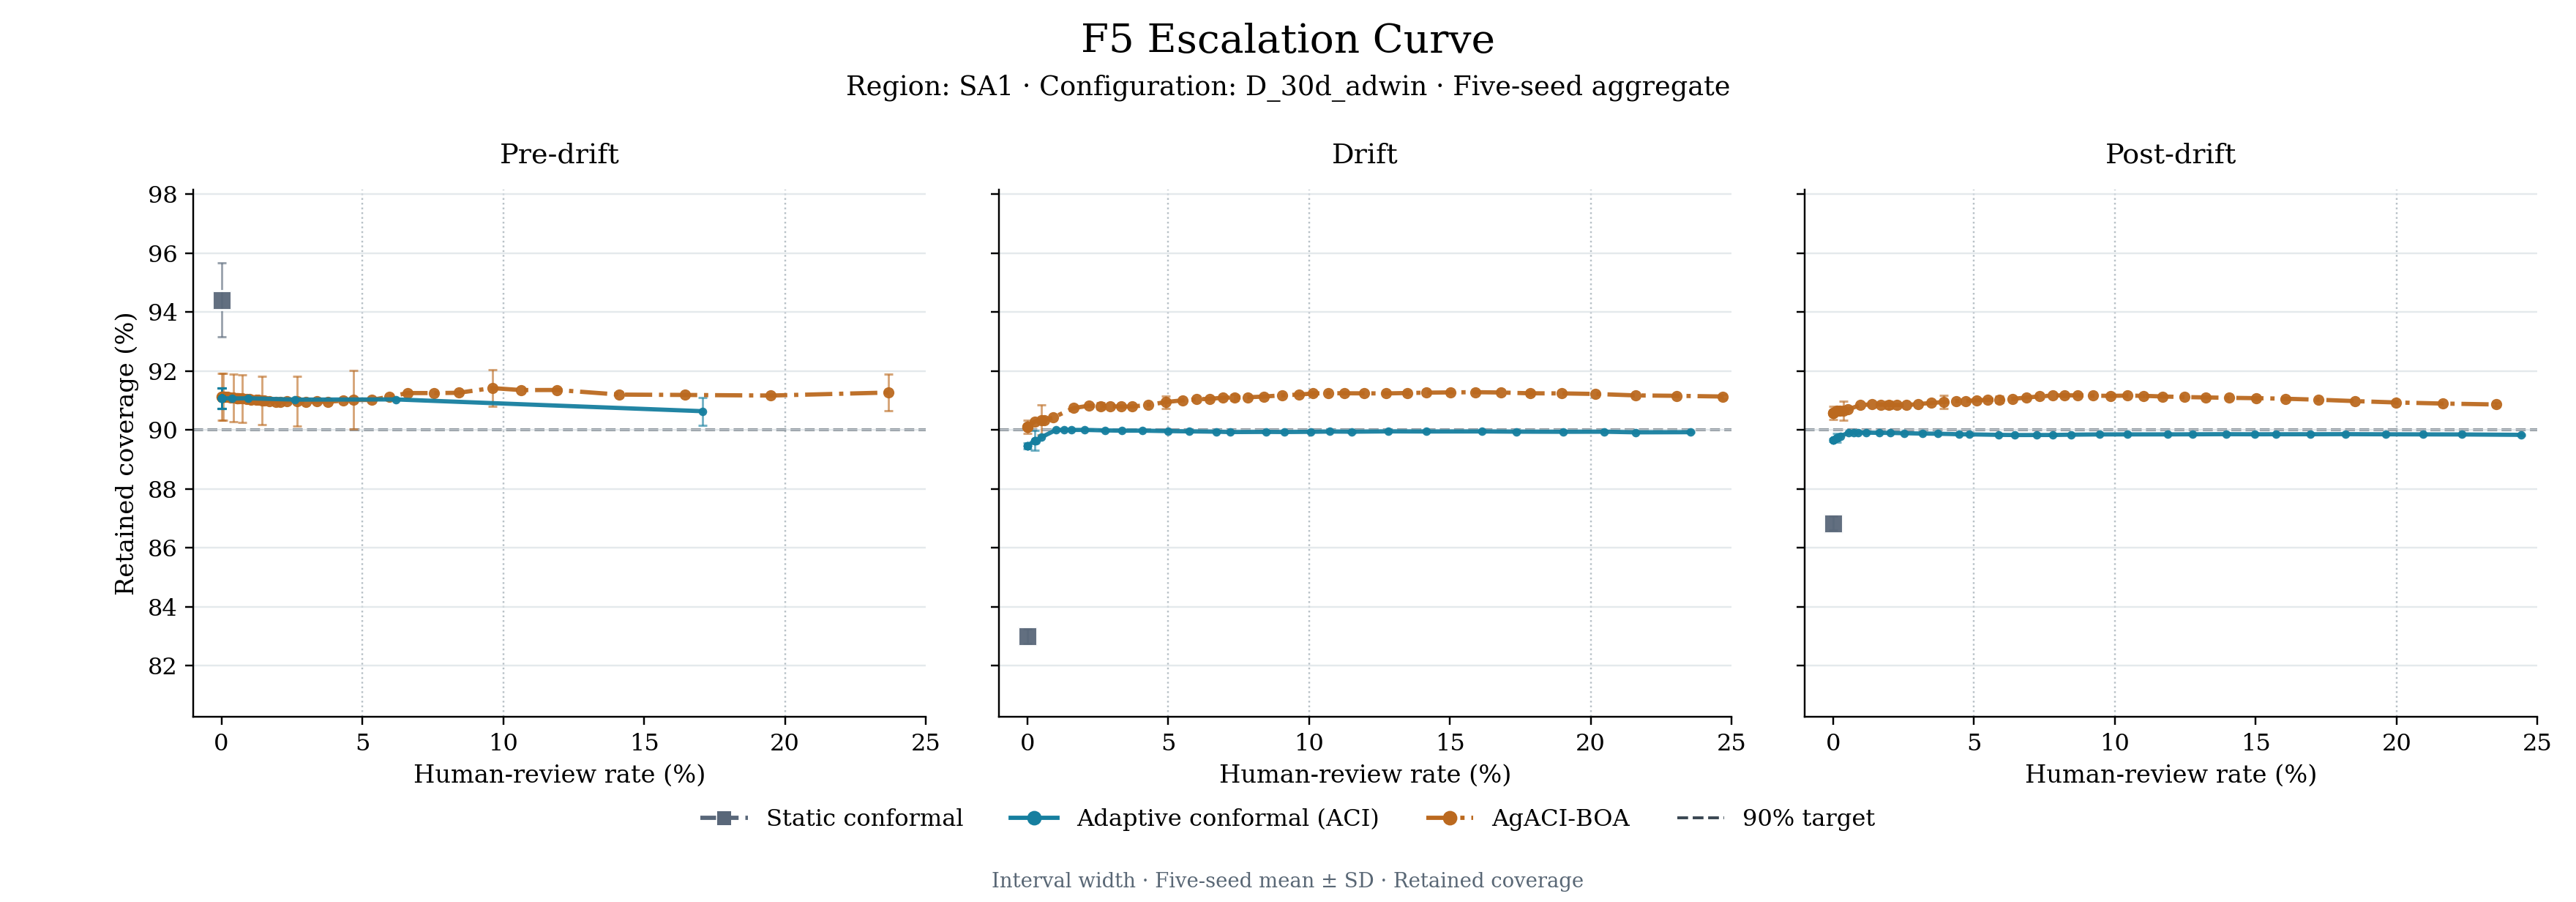 F5 Escalation Curve
Region: SA1 · Configuration: D_30d_adwin · Five-seed aggregate
Pre-drift
Drift
Post-drift
Retained coverage (%)
98
96
94
92
90
88
86
84
82
0 5 10 15 20 25
0 5 10 15 20 25
0 5 10 15 20 25
Human-review rate (%)
Human-review rate (%)
Human-review rate (%)
Static conformal
Adaptive conformal (ACI)
AgACI-BOA
90% target
Interval width · Five-seed mean ± SD · Retained coverage